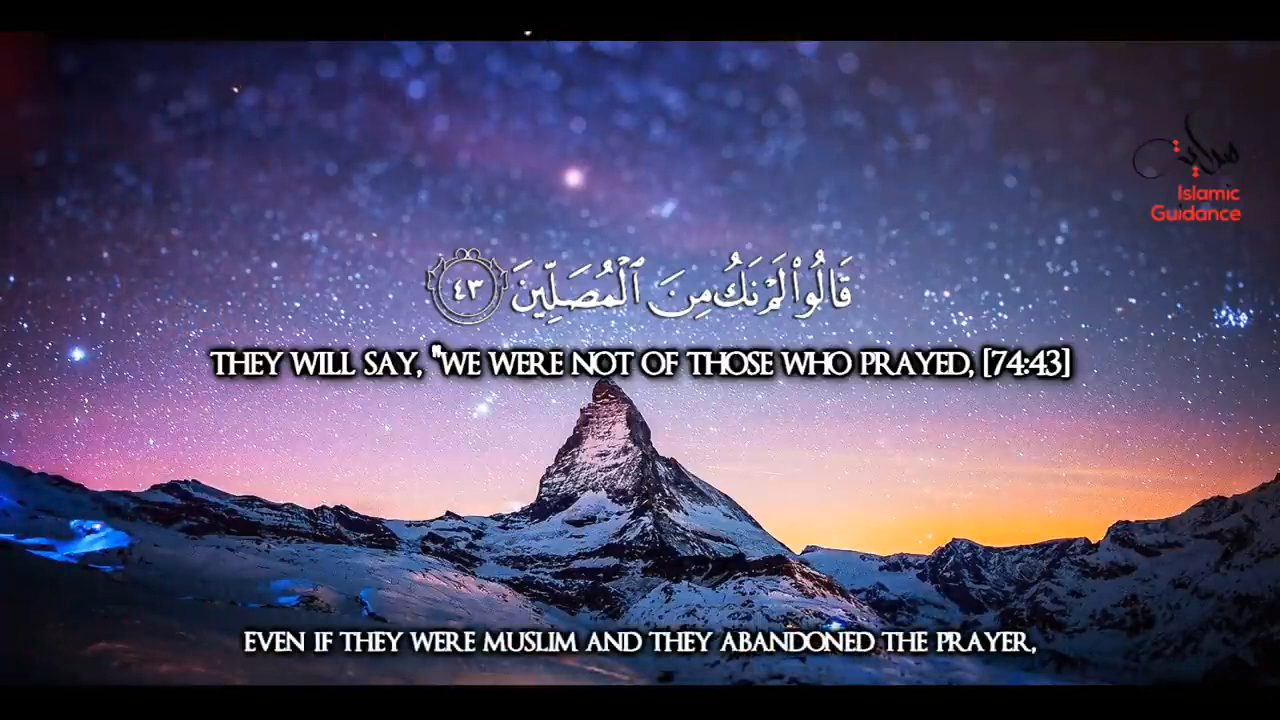 هداية
Islamic
Guidance
قَالُوا۟ لَمْ نَكُ مِنَ ٱلْمُصَلِّينَ ٤٣
THEY WILL SAY, "WE WERE NOT OF THOSE WHO PRAYED, [74:43]
EVEN IF THEY WERE MUSLIM AND THEY ABANDONED THE PRAYER,